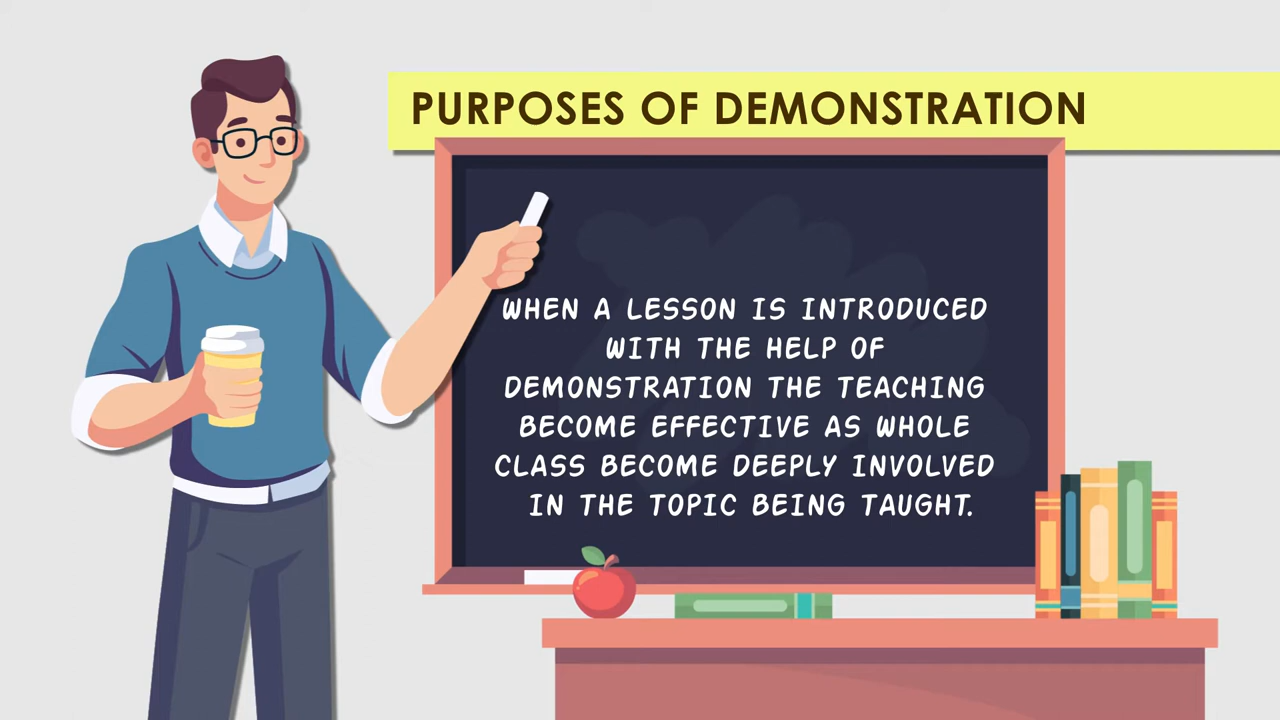 PURPOSES OF DEMONSTRATION
WHEN A LESSON IS INTRODUCED
WITH THE HELP OF
DEMONSTRATION THE TEACHING
BECOME EFFECTIVE AS WHOLE
CLASS BECOME DEEPLY INVOLVED
IN THE TOPIC BEING TAUGHT.